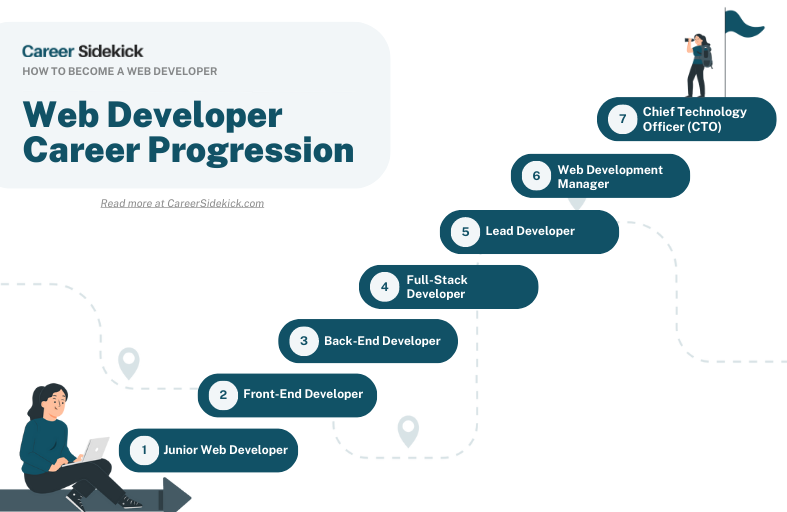 Career Sidekick
HOW TO BECOME A WEB DEVELOPER
Web Developer
Career Progression
Read more at CareerSidekick.com
7
Chief Technology
Officer (CTO)
6
Web Development
Manager
5
Lead Developer
4
Full-Stack
Developer
3
Back-End Developer
2
Front-End Developer
1
Junior Web Developer